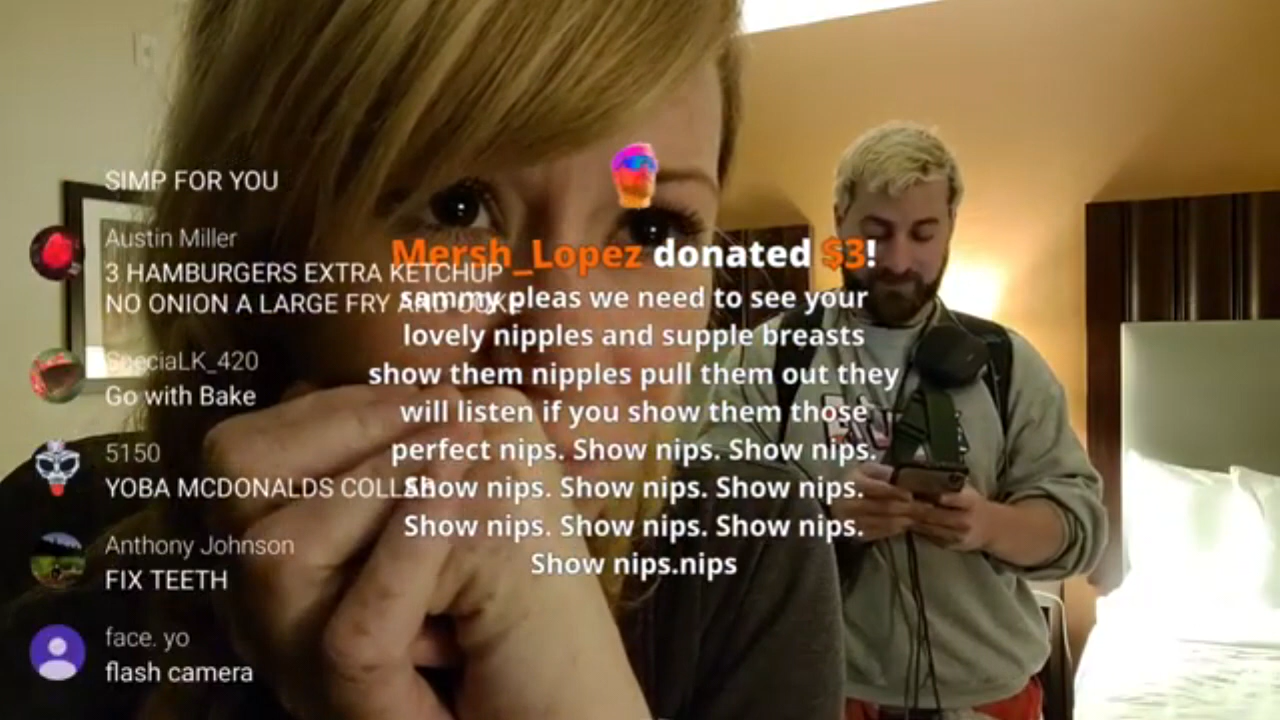 SIMP FOR YOU
Austin Miller
3 HAMBURGERS EXTRA KETCHUP
NO ONION A LARGE FRY AND COKE
SpeciaLK_420
Go with Bake
5150
YOBA MCDONALDS COLLAB
Anthony Johnson
FIX TEETH
face. yo
flash camera
Mersh_Lopez donated $3!
sammy pleas we need to see your
lovely nipples and supple breasts
show them nipples pull them out they
will listen if you show them those
perfect nips. Show nips. Show nips.
Show nips. Show nips. Show nips.
Show nips. Show nips. Show nips.
Show nips.nips